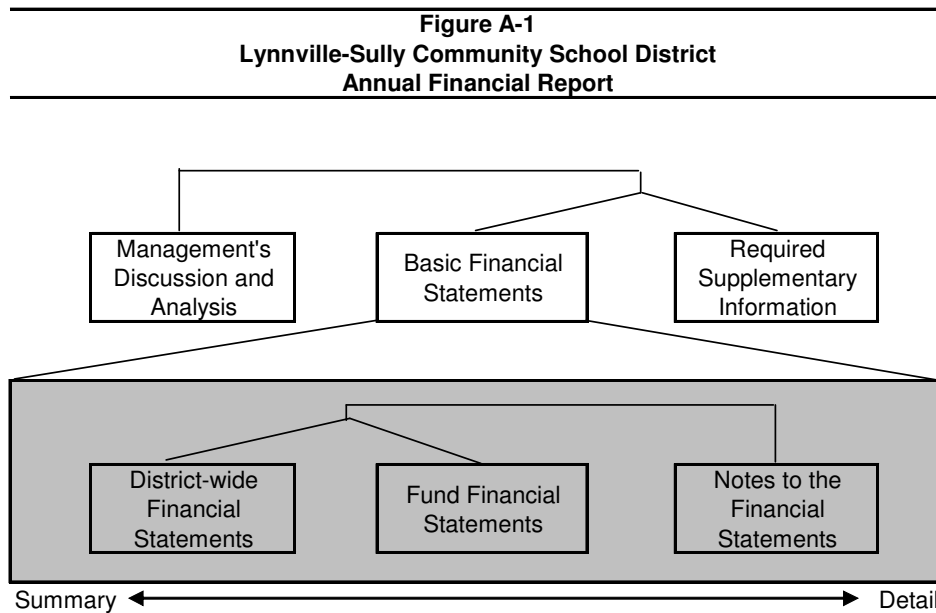 Figure A-1
Lynnville-Sully Community School District
Annual Financial Report
Management's
Discussion and
Analysis
Basic Financial
Statements
Required
Supplementary
Information
District-wide
Financial
Statements
Fund Financial
Statements
Notes to the
Financial
Statements
Summary
Detail